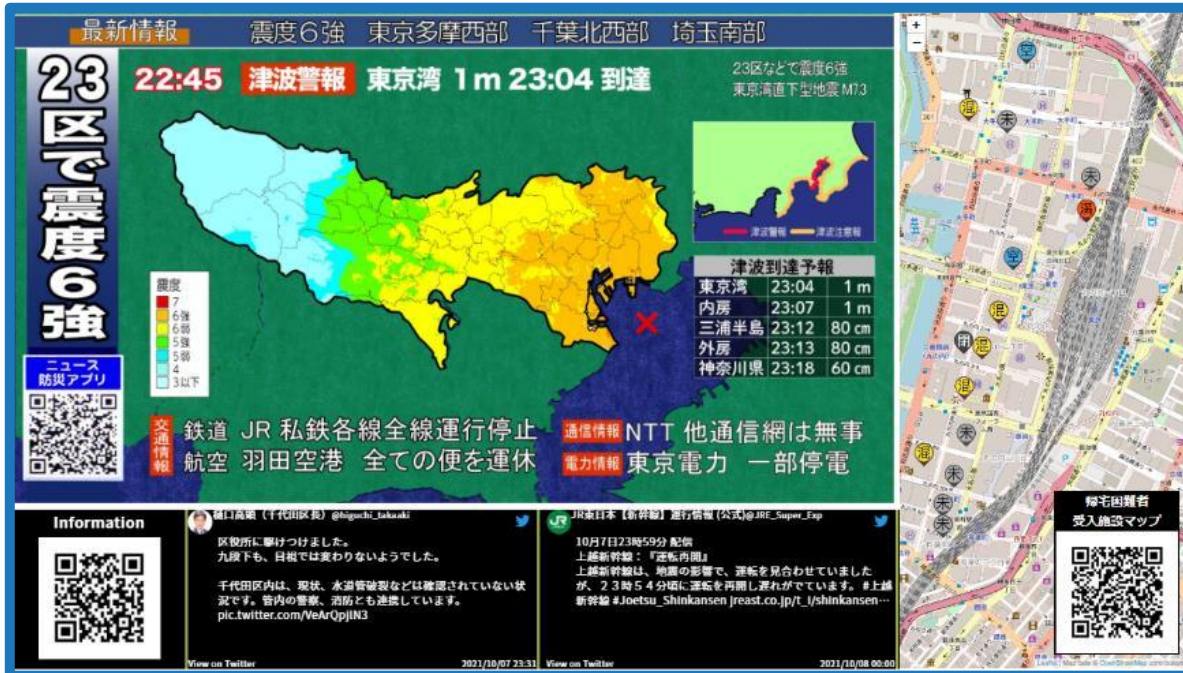 最新情報 震度6強 東京多摩西部 千葉北西部 埼玉南部
23区で震度6強
22:45 津波警報 東京湾 1m 23:04 到達
23区などで震度6強
東京湾直下型地震 M7.3
津波警報 津波注意報
津波到達予報
東京湾 23:04 1m
内房 23:07 1m
三浦半島 23:12 80cm
外房 23:13 80cm
神奈川県 23:18 60cm
震度
7
6強
6弱
5強
5弱
4
3以下
ニュース
防災アプリ
交通情報
鉄道 JR 私鉄各線全線運行停止
航空 羽田空港 全ての便を運休
通信情報 NTT 他通信網は無事
電力情報 東京電力 一部停電
Information
樋口高顕（千代田区長）@higuchi_takaaki
区役所に駆けつけました。
九段下も、日祖では変わりないようでした。
千代田区内は、現状、水道管破裂などは確認されていない状
況です。管内の警察、消防とも連携しています。
pic.twitter.com/VeArQpjlN3
View on Twitter 2021/10/07 23:31
JR東日本【新幹線】運行情報(公式)@JRE_Super_Exp
10月7日23時59分 配信
上越新幹線：『運転再開』
上越新幹線は、地震の影響で、運転を見合わせていました
が、23時54分頃に運転を再開し遅れがでています。#上越
新幹線 #Joetsu_Shinkansen jreast.co.jp/t_i/shinkansen…
View on Twitter 2021/10/08 00:00
+
−
空
混
未
未
満
空
混
閉
混
混
未
混
未
未
未
帰宅困難者
受入施設マップ